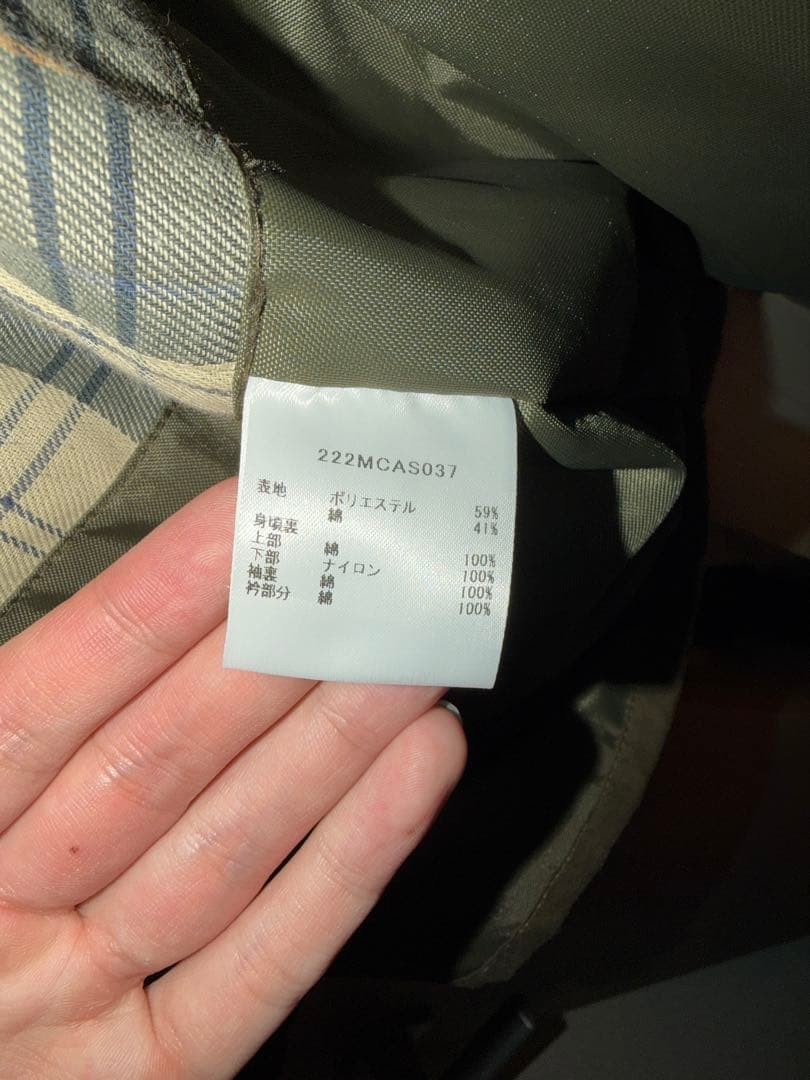 222MCAS037
表地 ポリエステル 59%
綿 41%
身頃裏
上部 綿 100%
下部 ナイロン 100%
袖裏 綿 100%
衿部分 綿 100%